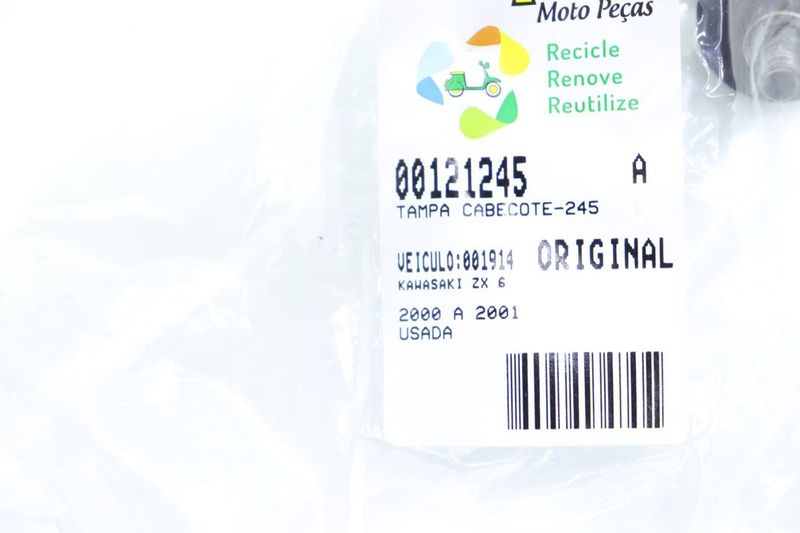 Moto Peças
Recicle
Renove
Reutilize
00121245 A
TAMPA CABECOTE-245
VEICULO:001914 ORIGINAL
KAWASAKI ZX 6
2000 A 2001
USADA